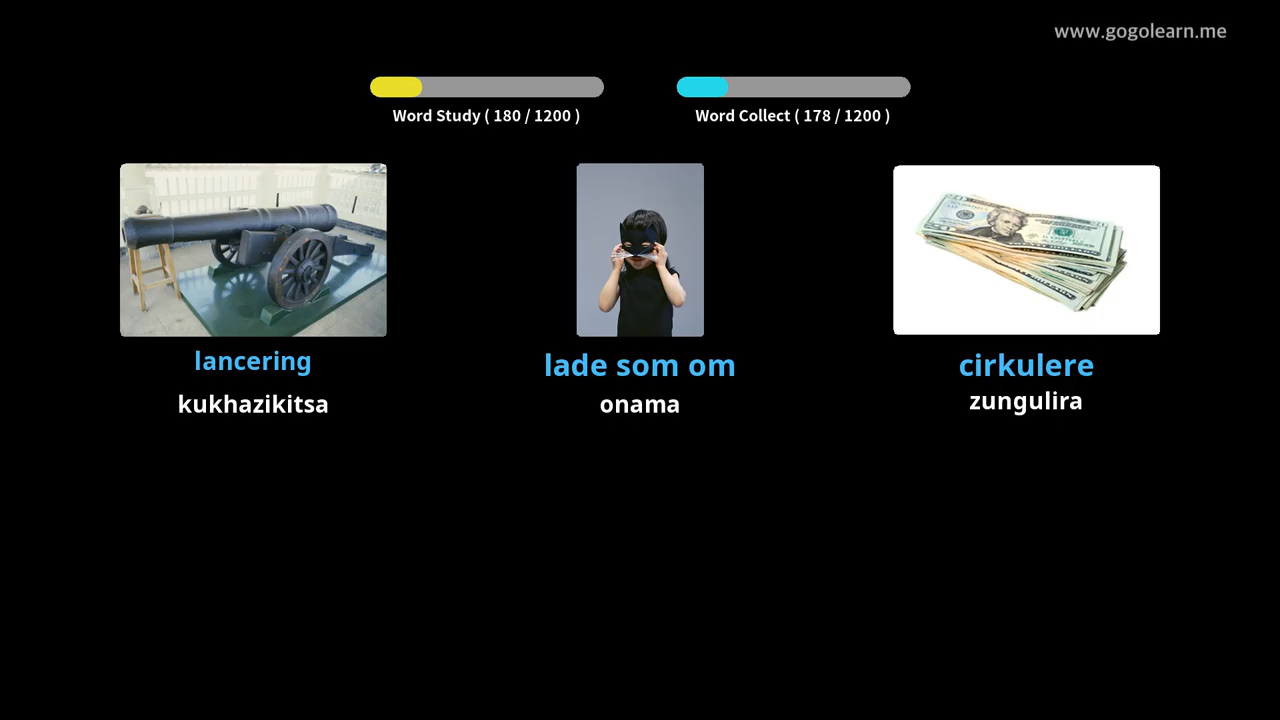 www.gogolearn.me
Word Study ( 180 / 1200 )
Word Collect ( 178 / 1200 )
lancering
kukhazikitsa
lade som om
onama
cirkulere
zungulira